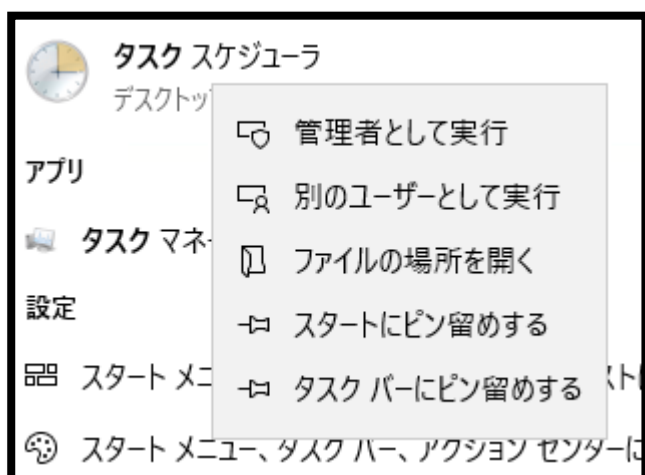 タスク スケジューラ
デスクトッ
管理者として実行
アプリ
別のユーザーとして実行
タスク マネー
ファイルの場所を開く
設定
スタートにピン留めする
スタート メニ
タスク バーにピン留めする
スタート メニュー、タスク バー、アクション センターに